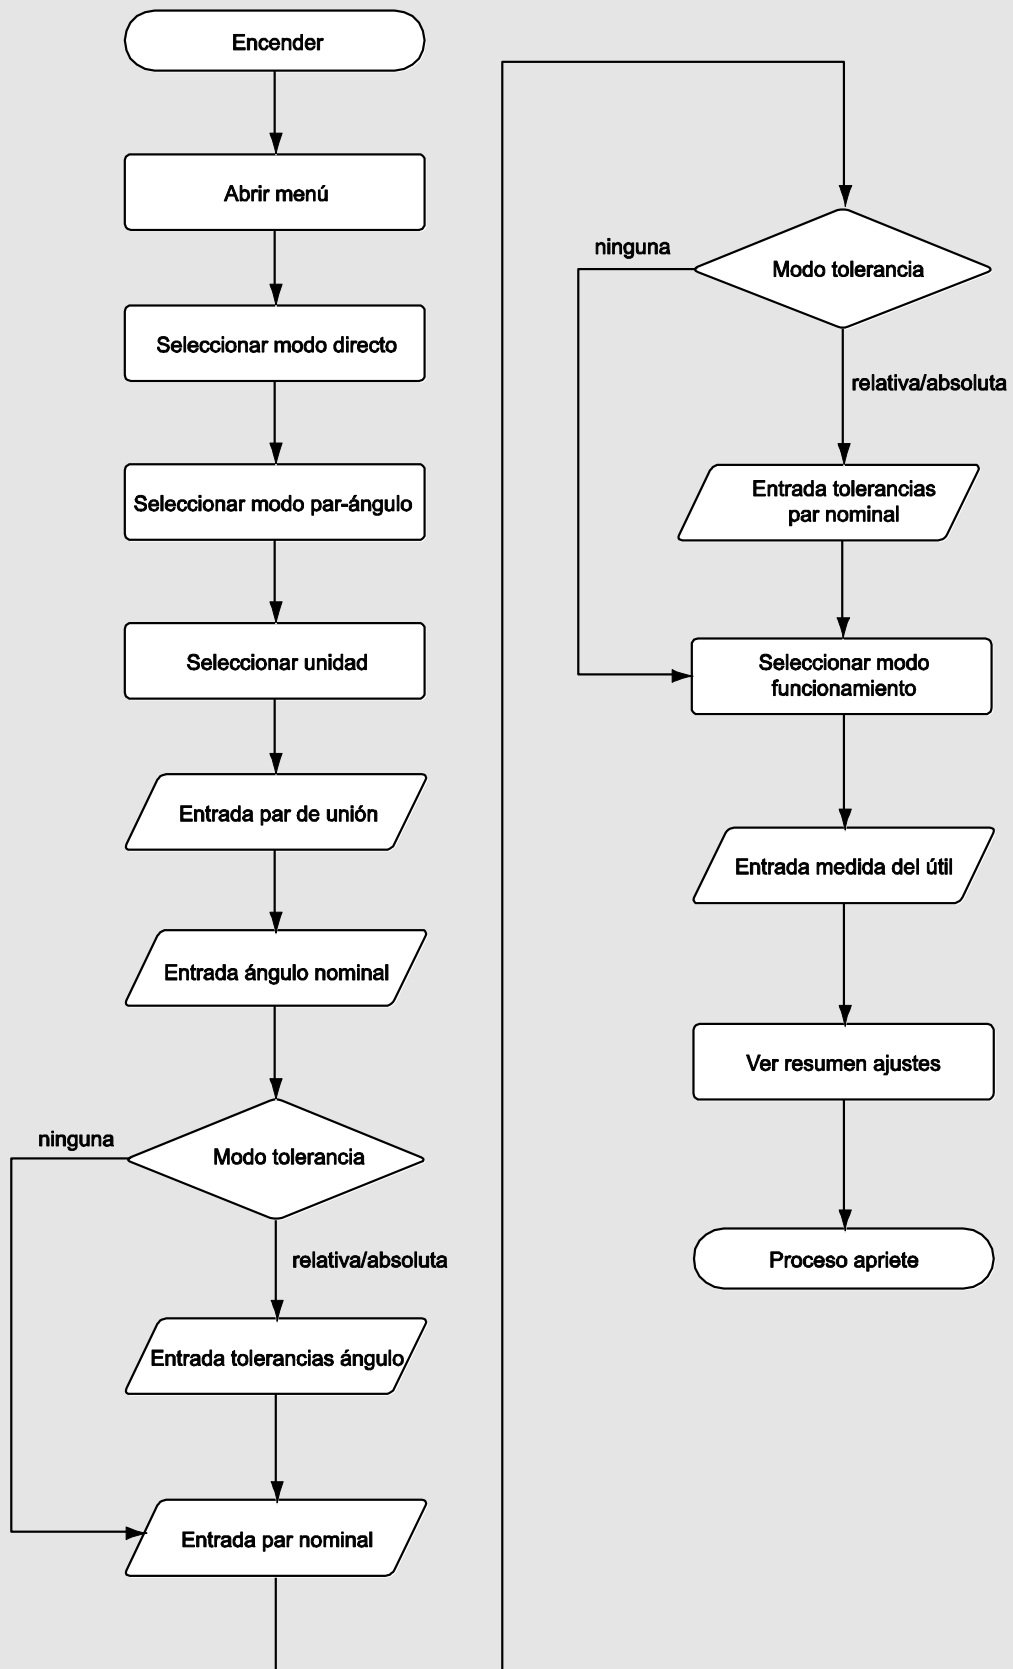 Encender
Abrir menú
Seleccionar modo directo
Seleccionar modo par-ángulo
Seleccionar unidad
Entrada par de unión
Entrada ángulo nominal
ninguna
Modo tolerancia
relativa/absoluta
Entrada tolerancias ángulo
Entrada par nominal
ninguna
Modo tolerancia
relativa/absoluta
Entrada tolerancias
par nominal
Seleccionar modo
funcionamiento
Entrada medida del útil
Ver resumen ajustes
Proceso apriete